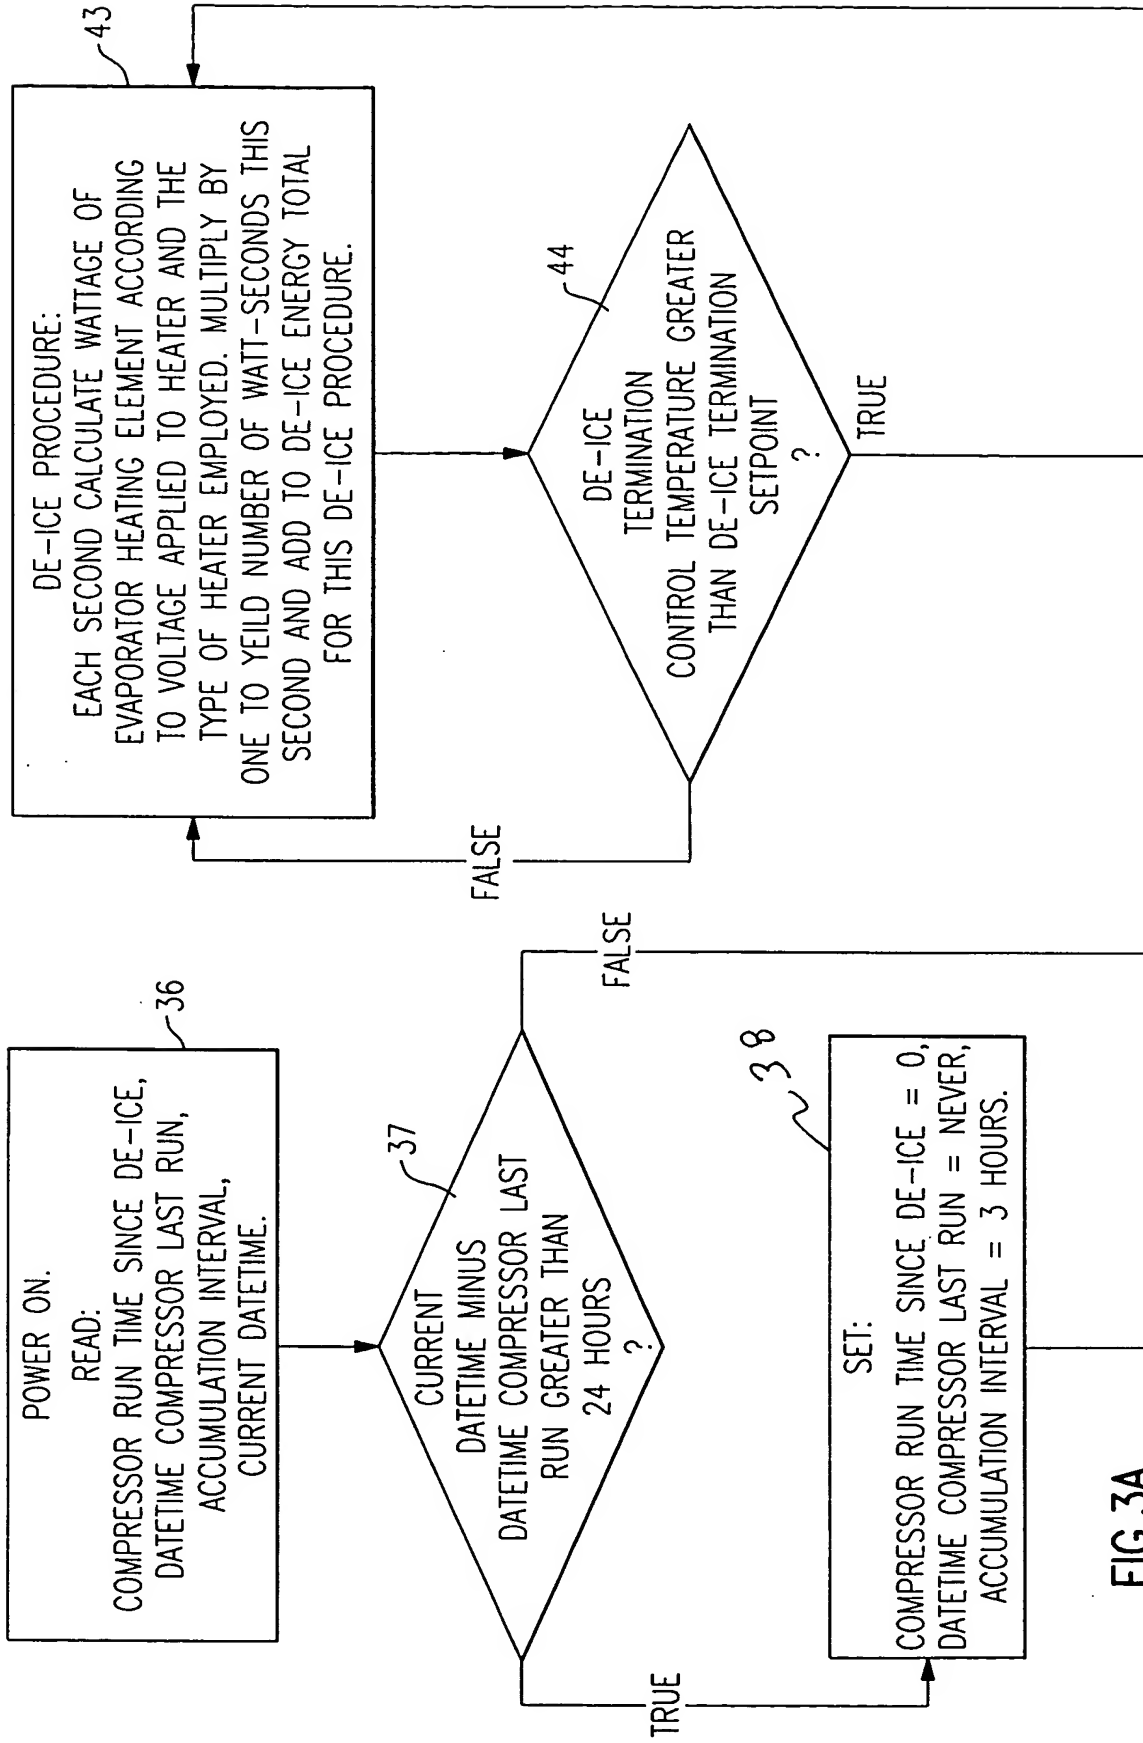 POWER ON.
READ:
COMPRESSOR RUN TIME SINCE DE-ICE,
DATETIME COMPRESSOR LAST RUN,
ACCUMULATION INTERVAL,
CURRENT DATETIME.
36
CURRENT
DATETIME MINUS
DATETIME COMPRESSOR LAST
RUN GREATER THAN
24 HOURS
?
37
TRUE
FALSE
38
SET:
COMPRESSOR RUN TIME SINCE DE-ICE = 0,
DATETIME COMPRESSOR LAST RUN = NEVER,
ACCUMULATION INTERVAL = 3 HOURS.
43
DE-ICE PROCEDURE:
EACH SECOND CALCULATE WATTAGE OF
EVAPORATOR HEATING ELEMENT ACCORDING
TO VOLTAGE APPLIED TO HEATER AND THE
TYPE OF HEATER EMPLOYED. MULTIPLY BY
ONE TO YEILD NUMBER OF WATT-SECONDS THIS
SECOND AND ADD TO DE-ICE ENERGY TOTAL
FOR THIS DE-ICE PROCEDURE.
44
DE-ICE
TERMINATION
CONTROL TEMPERATURE GREATER
THAN DE-ICE TERMINATION
SETPOINT
?
FALSE
TRUE
FIG.3A